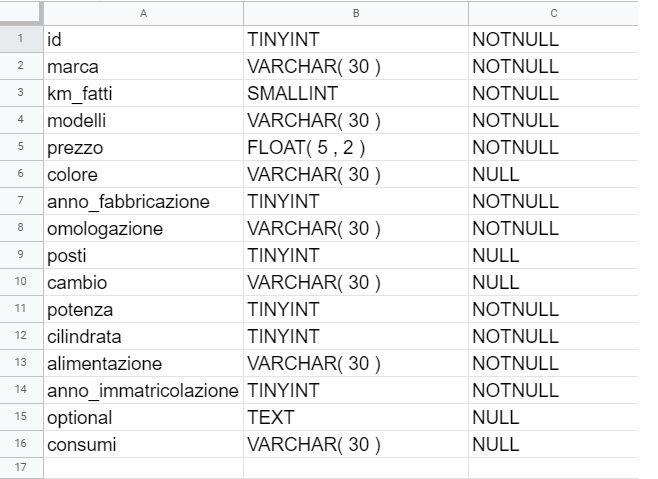 A B C
1 id TINYINT NOTNULL
2 marca VARCHAR( 30 ) NOTNULL
3 km_fatti SMALLINT NOTNULL
4 modelli VARCHAR( 30 ) NOTNULL
5 prezzo FLOAT( 5 , 2 ) NOTNULL
6 colore VARCHAR( 30 ) NULL
7 anno_fabbricazione TINYINT NOTNULL
8 omologazione VARCHAR( 30 ) NOTNULL
9 posti TINYINT NULL
10 cambio VARCHAR( 30 ) NULL
11 potenza TINYINT NOTNULL
12 cilindrata TINYINT NOTNULL
13 alimentazione VARCHAR( 30 ) NOTNULL
14 anno_immatricolazione TINYINT NOTNULL
15 optional TEXT NULL
16 consumi VARCHAR( 30 ) NULL
17